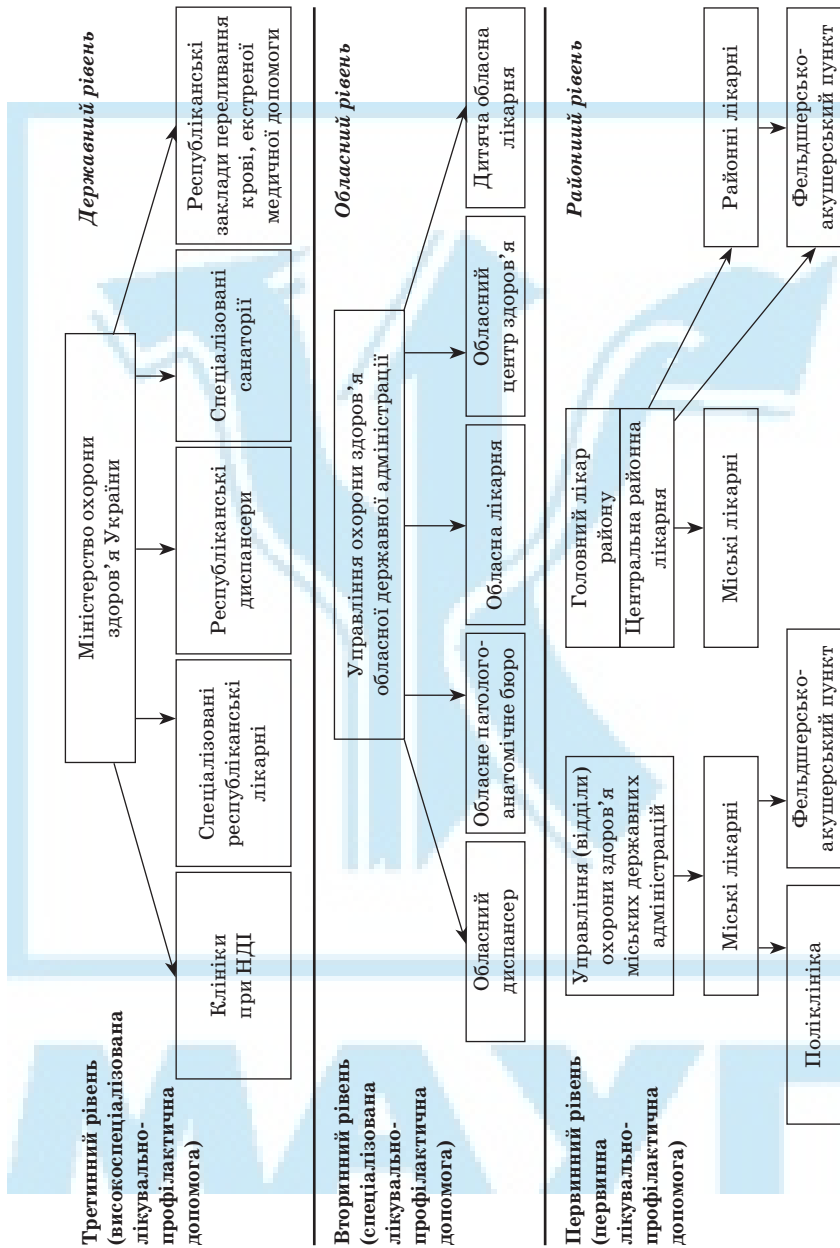 Третинний рівень
(високоспеціалізована
лікувально-
профілактична
допомога)
Державний рівень
Міністерство охорони
здоров'я України
Клініки
при НДІ
Спеціалізовані
республіканські
лікарні
Республіканські
диспансери
Спеціалізовані
санаторії
Республіканські
заклади переливання
крові, екстреної
медичної допомоги
Вторинний рівень
(спеціалізована
лікувально-
профілактична
допомога)
Обласний рівень
Управління охорони здоров'я
обласної державної адміністрації
Обласний
диспансер
Обласне патолого-
анатомічне бюро
Обласна лікарня
Обласний
центр здоров'я
Дитяча обласна
лікарня
Первинний рівень
(первинна
лікувально-
профілактична
допомога)
Районий рівень
Управління (відділи)
охорони здоров'я
міських державних
адміністрацій
Головний лікар
району
Центральна районна
лікарня
Міські лікарні
Міські лікарні
Районні лікарні
Поліклініка
Фельдшерсько-
акушерський пункт
Фельдшерсько-
акушерський пункт
МАУП